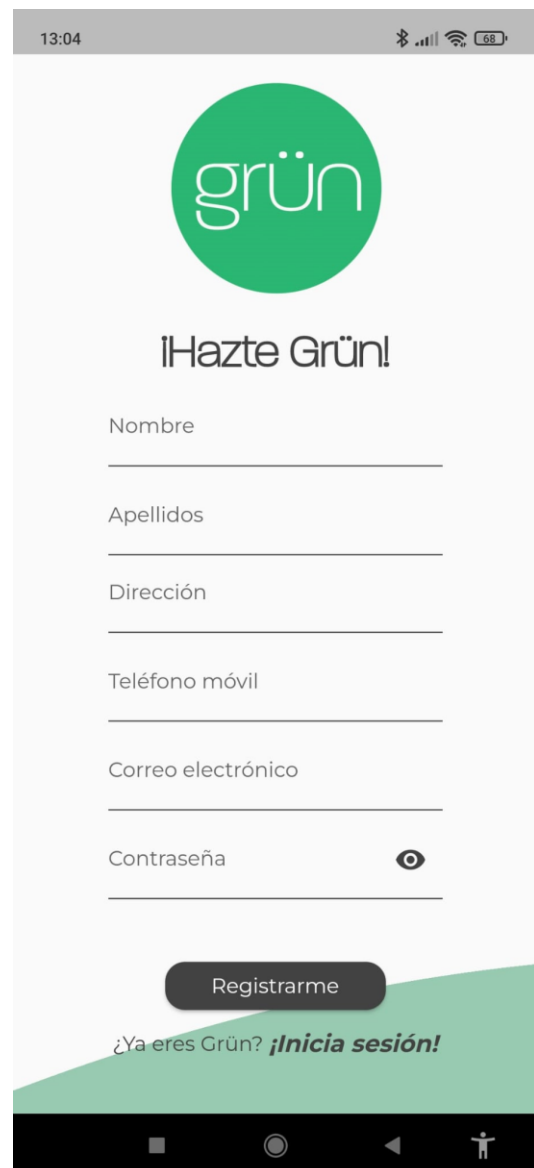 13:04
68
grün
¡Hazte Grün!
Nombre
Apellidos
Dirección
Teléfono móvil
Correo electrónico
Contraseña
Registrarme
¿Ya eres Grün? ¡Inicia sesión!